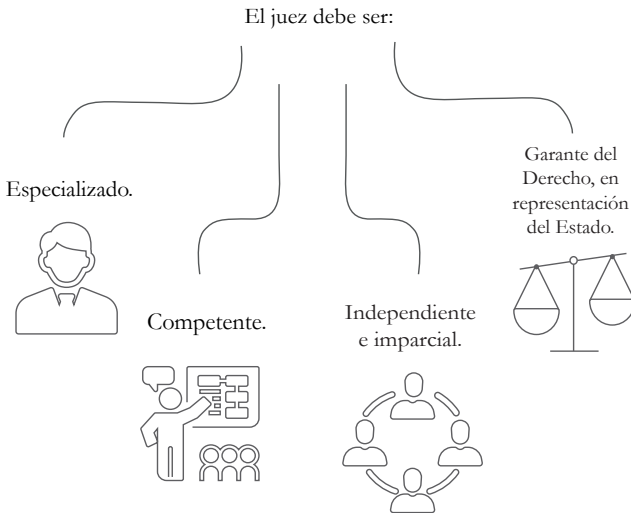 El juez debe ser:
Especializado.
Competente.
Independiente
e imparcial.
Garante del
Derecho, en
representación
del Estado.